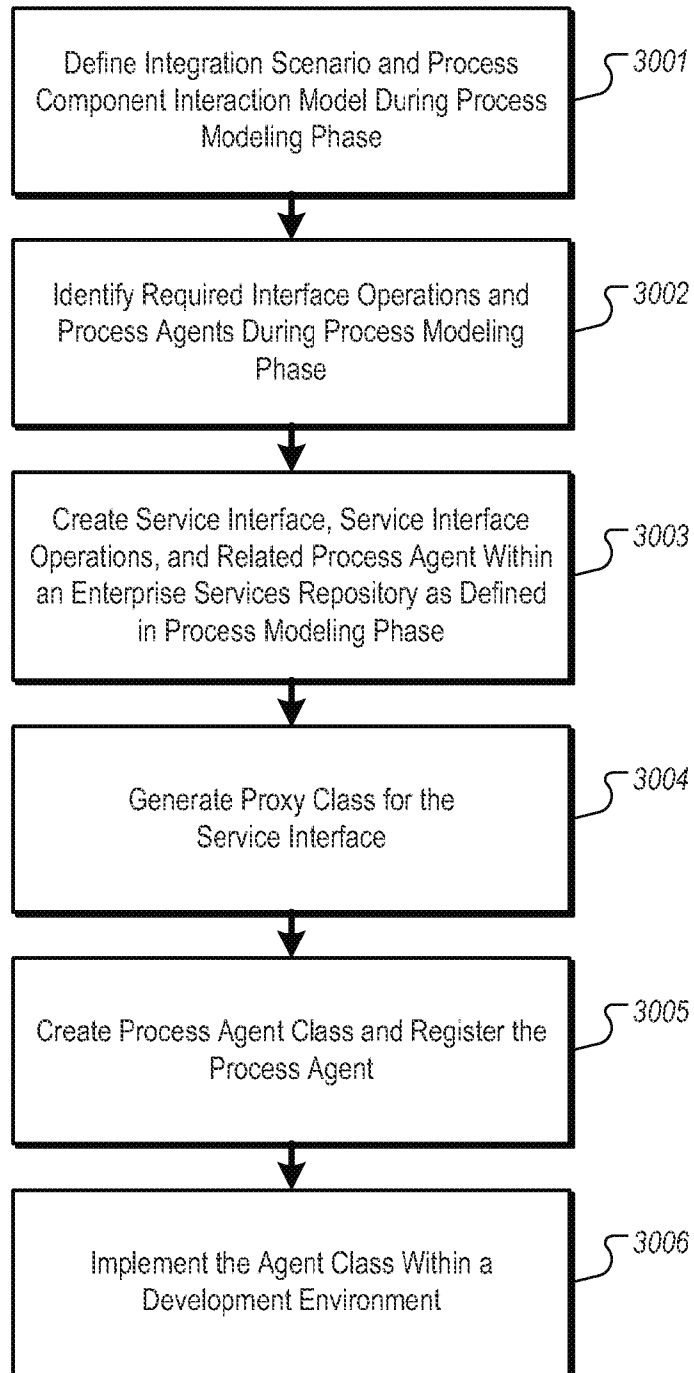 Define Integration Scenario and Process
Component Interaction Model During Process
Modeling Phase
3001
Identify Required Interface Operations and
Process Agents During Process Modeling
Phase
3002
Create Service Interface, Service Interface
Operations, and Related Process Agent Within
an Enterprise Services Repository as Defined
in Process Modeling Phase
3003
Generate Proxy Class for the
Service Interface
3004
Create Process Agent Class and Register the
Process Agent
3005
Implement the Agent Class Within a
Development Environment
3006